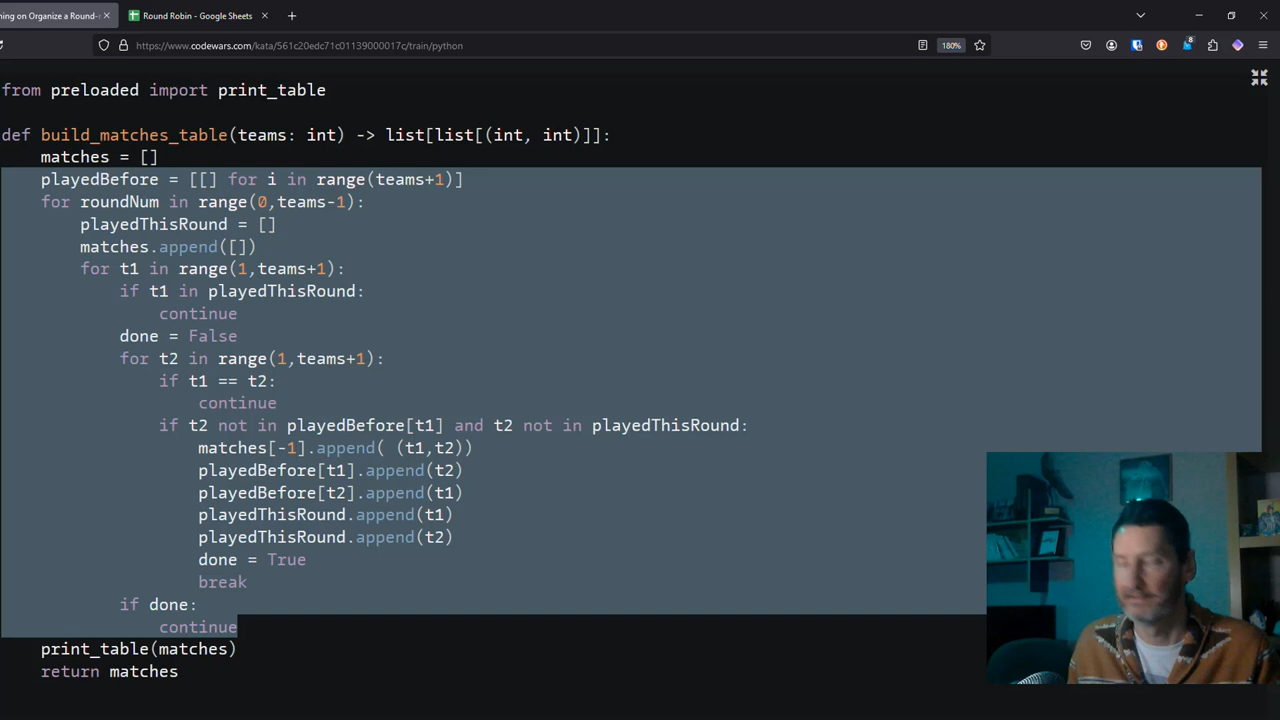 ning on Organize a Round-r
Round Robin - Google Sheets
https://www.codewars.com/kata/561c20edc71c01139000017c/train/python
180%
8
from preloaded import print_table
def build_matches_table(teams: int) -> list[list[(int, int)]]:
    matches = []
    playedBefore = [[] for i in range(teams+1)]
    for roundNum in range(0,teams-1):
        playedThisRound = []
        matches.append([])
        for t1 in range(1,teams+1):
            if t1 in playedThisRound:
                continue
            done = False
            for t2 in range(1,teams+1):
                if t1 == t2:
                    continue
                if t2 not in playedBefore[t1] and t2 not in playedThisRound:
                    matches[-1].append( (t1,t2))
                    playedBefore[t1].append(t2)
                    playedBefore[t2].append(t1)
                    playedThisRound.append(t1)
                    playedThisRound.append(t2)
                    done = True
                    break
            if done:
                continue
    print_table(matches)
    return matches